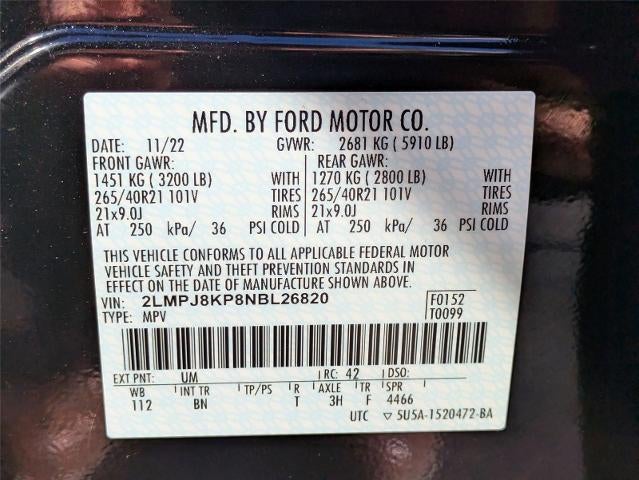 MFD. BY FORD MOTOR CO.
DATE: 11/22 GVWR: 2681 KG ( 5910 LB)
FRONT GAWR: REAR GAWR:
1451 KG ( 3200 LB) WITH 1270 KG ( 2800 LB) WITH
265/40R21 101V TIRES 265/40R21 101V TIRES
21x9.0J RIMS 21x9.0J RIMS
AT 250 kPa/ 36 PSI COLD AT 250 kPa/ 36 PSI COLD
THIS VEHICLE CONFORMS TO ALL APPLICABLE FEDERAL MOTOR
VEHICLE SAFETY AND THEFT PREVENTION STANDARDS IN
EFFECT ON THE DATE OF MANUFACTURE SHOWN ABOVE.
VIN: 2LMPJ8KP8NBL26820 F0152
TYPE: MPV T0099
EXT PNT: UM RC: 42 DSO:
WB INT TR TP/PS R AXLE TR SPR
112 BN T 3H F 4466
UTC ▽ 5U5A-1520472-BA